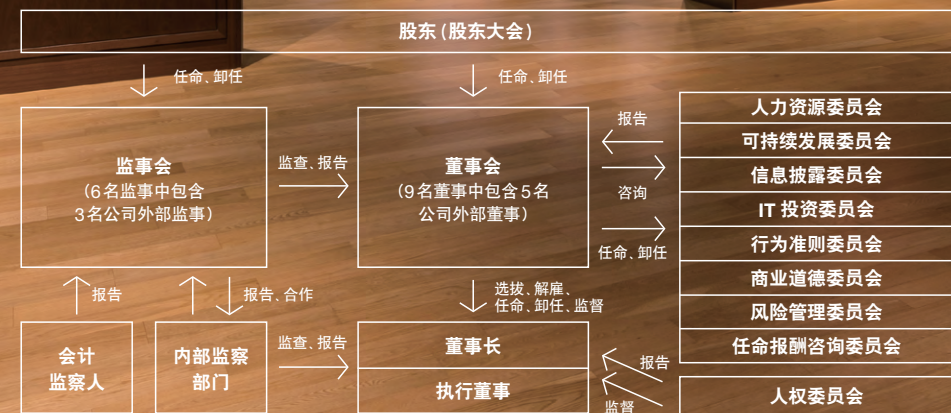 股东(股东大会)
任命、卸任
任命、卸任
监事会
(6名监事中包含
3名公司外部监事)
监查、报告
董事会
(9名董事中包含5名
公司外部董事)
报告
咨询
任命、卸任
人力资源委员会
可持续发展委员会
信息披露委员会
IT 投资委员会
行为准则委员会
商业道德委员会
风险管理委员会
任命报酬咨询委员会
报告
报告、合作
选拔、解雇、
任命、卸任、监督
会计
监察人
内部监察
部门
监查、报告
董事长
执行董事
报告
监督
人权委员会